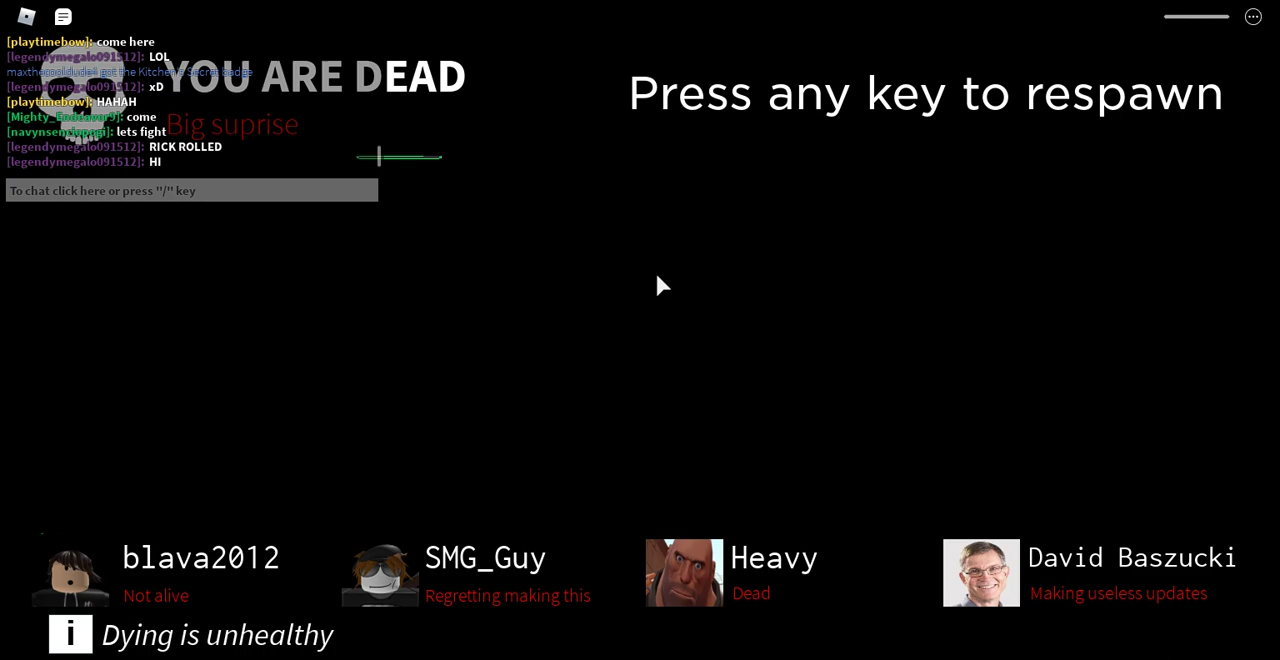 [playtimebow]: come here
[legendymegalo091512]: LOL
maxthecooldude4 got the Kitchen's Secret Badge
[legendymegalo091512]: xD
[playtimebow]: HAHAH
[Mighty_Endeavor9]: come
lets fight
[legendymegalo091512]: RICK ROLLED
[legendymegalo091512]: HI
To chat click here or press "/" key
YOU ARE DEAD
Big suprise
Press any key to respawn
blava2012
Not alive
SMG_Guy
Regretting making this
Heavy
Dead
David Baszucki
Making useless updates
i Dying is unhealthy